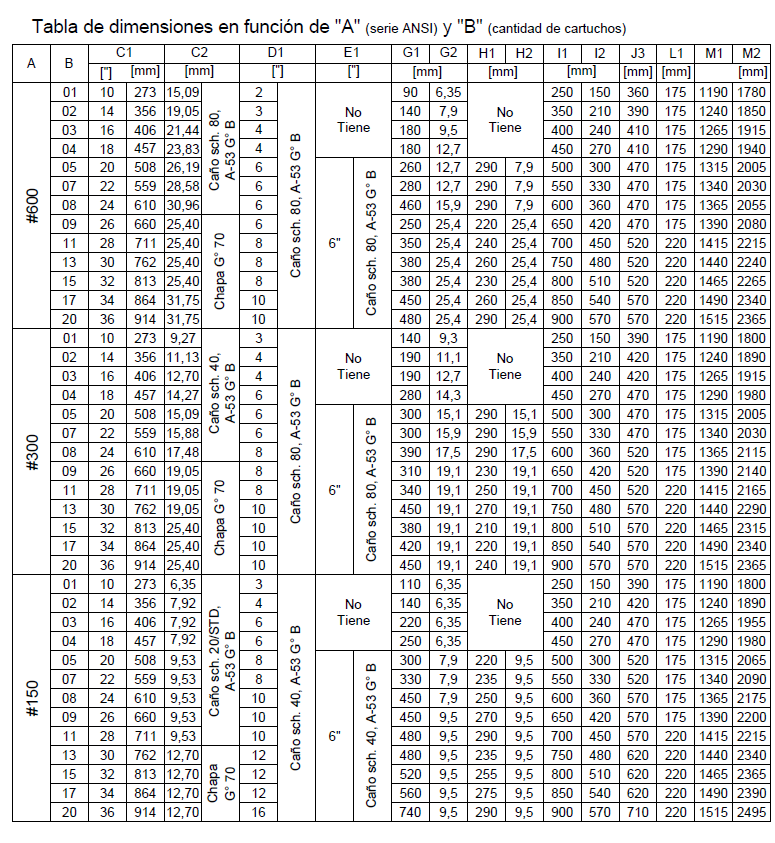 Tabla de dimensiones en función de "A" (serie ANSI) y "B" (cantidad de cartuchos)
A B C1 C2 D1 E1 G1 G2 H1 H2 I1 I2 J3 L1 M1 M2
["] [mm] [mm] ["] ["] [mm] [mm] [mm] [mm] [mm] [mm]
#600
01 10 273 15,09 2 90 6,35 250 150 360 175 1190 1780
02 14 356 19,05 3 140 7,9 350 210 390 175 1240 1850
03 16 406 21,44 4 180 9,5 400 240 410 175 1265 1915
04 18 457 23,83 4 180 12,7 450 270 410 175 1290 1940
05 20 508 26,19 6 260 12,7 290 7,9 500 300 470 175 1315 2005
07 22 559 28,58 6 280 12,7 290 7,9 550 330 470 175 1340 2030
08 24 610 30,96 6 460 15,9 290 7,9 600 360 470 175 1365 2055
09 26 660 25,40 6 250 25,4 220 25,4 650 420 470 175 1390 2080
11 28 711 25,40 8 350 25,4 240 25,4 700 450 520 220 1415 2215
13 30 762 25,40 8 380 25,4 260 25,4 750 480 520 220 1440 2240
15 32 813 25,40 8 380 25,4 230 25,4 800 510 520 220 1465 2265
17 34 864 31,75 10 450 25,4 260 25,4 850 540 570 220 1490 2340
20 36 914 31,75 10 480 25,4 290 25,4 900 570 570 220 1515 2365
Caño sch. 80,
A-53 G° B
Chapa G° 70
Caño sch. 80, A-53 G° B
No
Tiene
6"
Caño sch. 80, A-53 G° B
No
Tiene
#300
01 10 273 9,27 3 140 9,3 250 150 390 175 1190 1800
02 14 356 11,13 4 190 11,1 350 210 420 175 1240 1890
03 16 406 12,70 4 190 12,7 400 240 420 175 1265 1915
04 18 457 14,27 6 280 14,3 450 270 470 175 1290 1980
05 20 508 15,09 6 300 15,1 290 15,1 500 300 470 175 1315 2005
07 22 559 15,88 6 300 15,9 290 15,9 550 330 470 175 1340 2030
08 24 610 17,48 6 390 17,5 290 17,5 600 360 520 175 1365 2115
09 26 660 19,05 8 310 19,1 230 19,1 650 420 520 175 1390 2140
11 28 711 19,05 8 340 19,1 250 19,1 700 450 520 220 1415 2165
13 30 762 19,05 10 450 19,1 270 19,1 750 480 570 220 1440 2290
15 32 813 25,40 10 380 19,1 210 19,1 800 510 570 220 1465 2315
17 34 864 25,40 10 420 19,1 220 19,1 850 540 570 220 1490 2340
20 36 914 25,40 10 450 19,1 240 19,1 900 570 570 220 1515 2365
Caño sch. 40,
A-53 G° B
Chapa G° 70
Caño sch. 80, A-53 G° B
No
Tiene
6"
Caño sch. 80, A-53 G° B
No
Tiene
#150
01 10 273 6,35 3 110 6,35 250 150 390 175 1190 1800
02 14 356 7,92 4 140 6,35 350 210 420 175 1240 1890
03 16 406 7,92 6 220 6,35 400 240 470 175 1265 1955
04 18 457 7,92 6 250 6,35 450 270 470 175 1290 1980
05 20 508 9,53 8 300 7,9 220 9,5 500 300 520 175 1315 2065
07 22 559 9,53 8 330 7,9 235 9,5 550 330 520 175 1340 2090
08 24 610 9,53 10 450 7,9 250 9,5 600 360 570 175 1365 2175
09 26 660 9,53 10 450 9,5 270 9,5 650 420 570 175 1390 2200
11 28 711 9,53 10 480 9,5 290 9,5 700 450 570 220 1415 2215
13 30 762 12,70 12 480 9,5 235 9,5 750 480 620 220 1440 2340
15 32 813 12,70 12 520 9,5 255 9,5 800 510 620 220 1465 2365
17 34 864 12,70 12 560 9,5 275 9,5 850 540 620 220 1490 2390
20 36 914 12,70 16 740 9,5 290 9,5 900 570 710 220 1515 2495
Caño sch. 20/STD,
A-53 G° B
Chapa
G° 70
Caño sch. 40, A-53 G° B
No
Tiene
6"
Caño sch. 40, A-53 G° B
No
Tiene